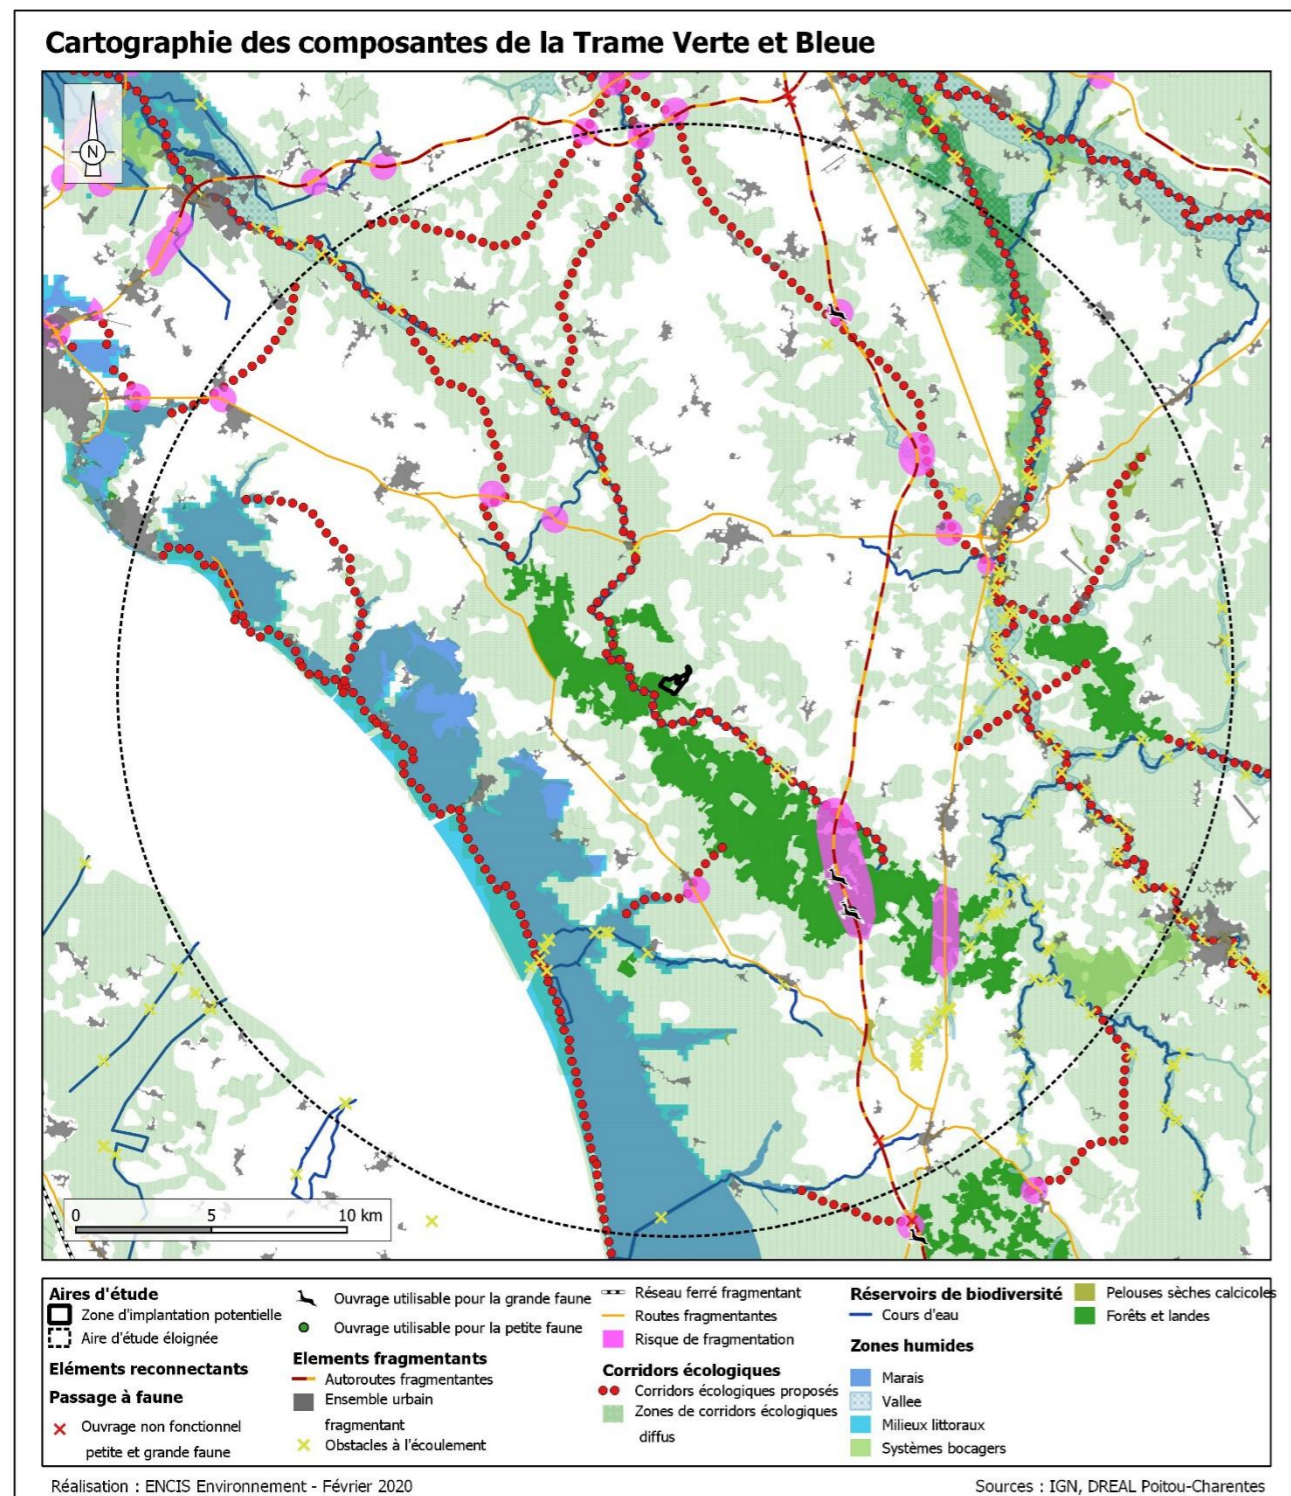 Cartographie des composantes de la Trame Verte et Bleue
N
0 5 10 km
Aires d'étude
Zone d'implantation potentielle
Aire d'étude éloignée
Eléments reconnectants
Passage à faune
Ouvrage non fonctionnel
petite et grande faune
Ouvrage utilisable pour la grande faune
Ouvrage utilisable pour la petite faune
Elements fragmentants
Autoroutes fragmentantes
Ensemble urbain
fragmentant
Obstacles à l'écoulement
Réseau ferré fragmentant
Routes fragmentantes
Risque de fragmentation
Corridors écologiques
Corridors écologiques proposés
Zones de corridors écologiques
diffus
Réservoirs de biodiversité
Cours d'eau
Zones humides
Marais
Vallee
Milieux littoraux
Systèmes bocagers
Pelouses sèches calcicoles
Forêts et landes
Réalisation : ENCIS Environnement - Février 2020
Sources : IGN, DREAL Poitou-Charentes